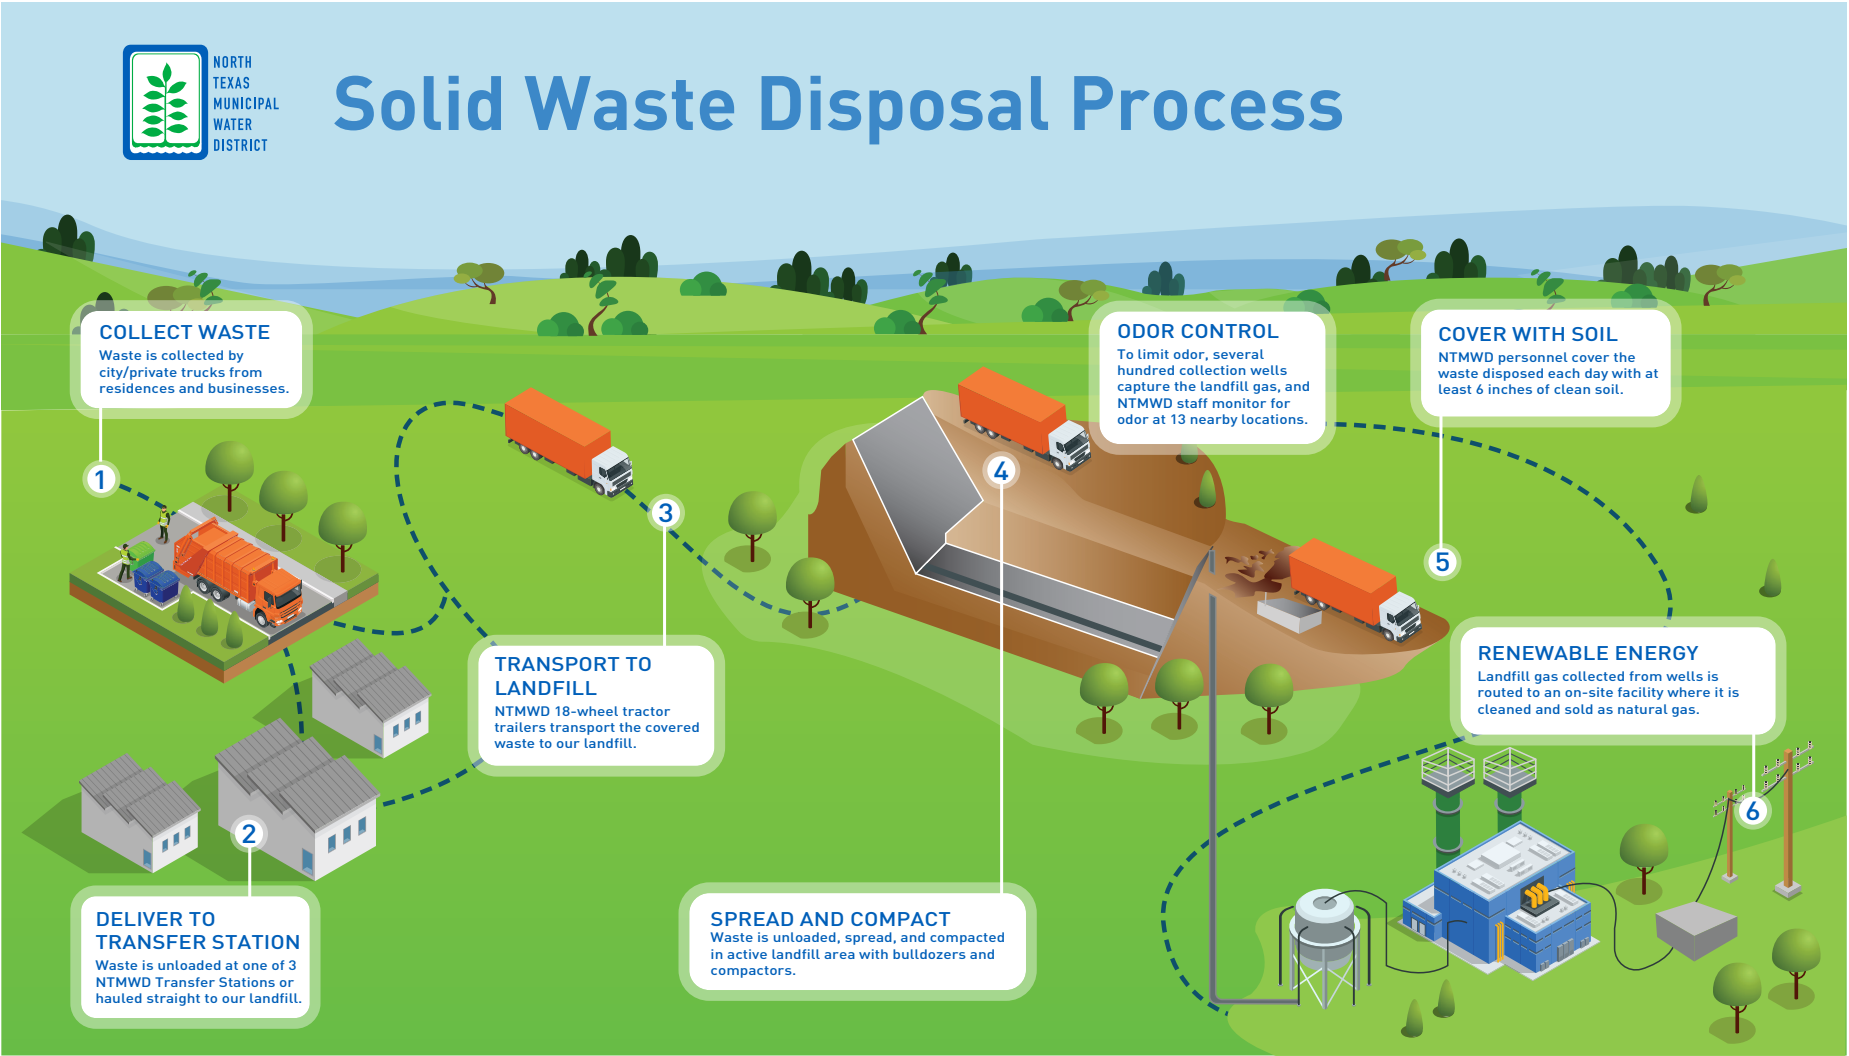 NORTH
TEXAS
MUNICIPAL
WATER
DISTRICT
Solid Waste Disposal Process
COLLECT WASTE
Waste is collected by
city/private trucks from
residences and businesses.
1
DELIVER TO
TRANSFER STATION
Waste is unloaded at one of 3
NTMWD Transfer Stations or
hauled straight to our landfill.
2
TRANSPORT TO
LANDFILL
NTMWD 18-wheel tractor
trailers transport the covered
waste to our landfill.
3
SPREAD AND COMPACT
Waste is unloaded, spread, and compacted
in active landfill area with bulldozers and
compactors.
4
ODOR CONTROL
To limit odor, several
hundred collection wells
capture the landfill gas, and
NTMWD staff monitor for
odor at 13 nearby locations.
COVER WITH SOIL
NTMWD personnel cover the
waste disposed each day with at
least 6 inches of clean soil.
5
RENEWABLE ENERGY
Landfill gas collected from wells is
routed to an on-site facility where it is
cleaned and sold as natural gas.
6